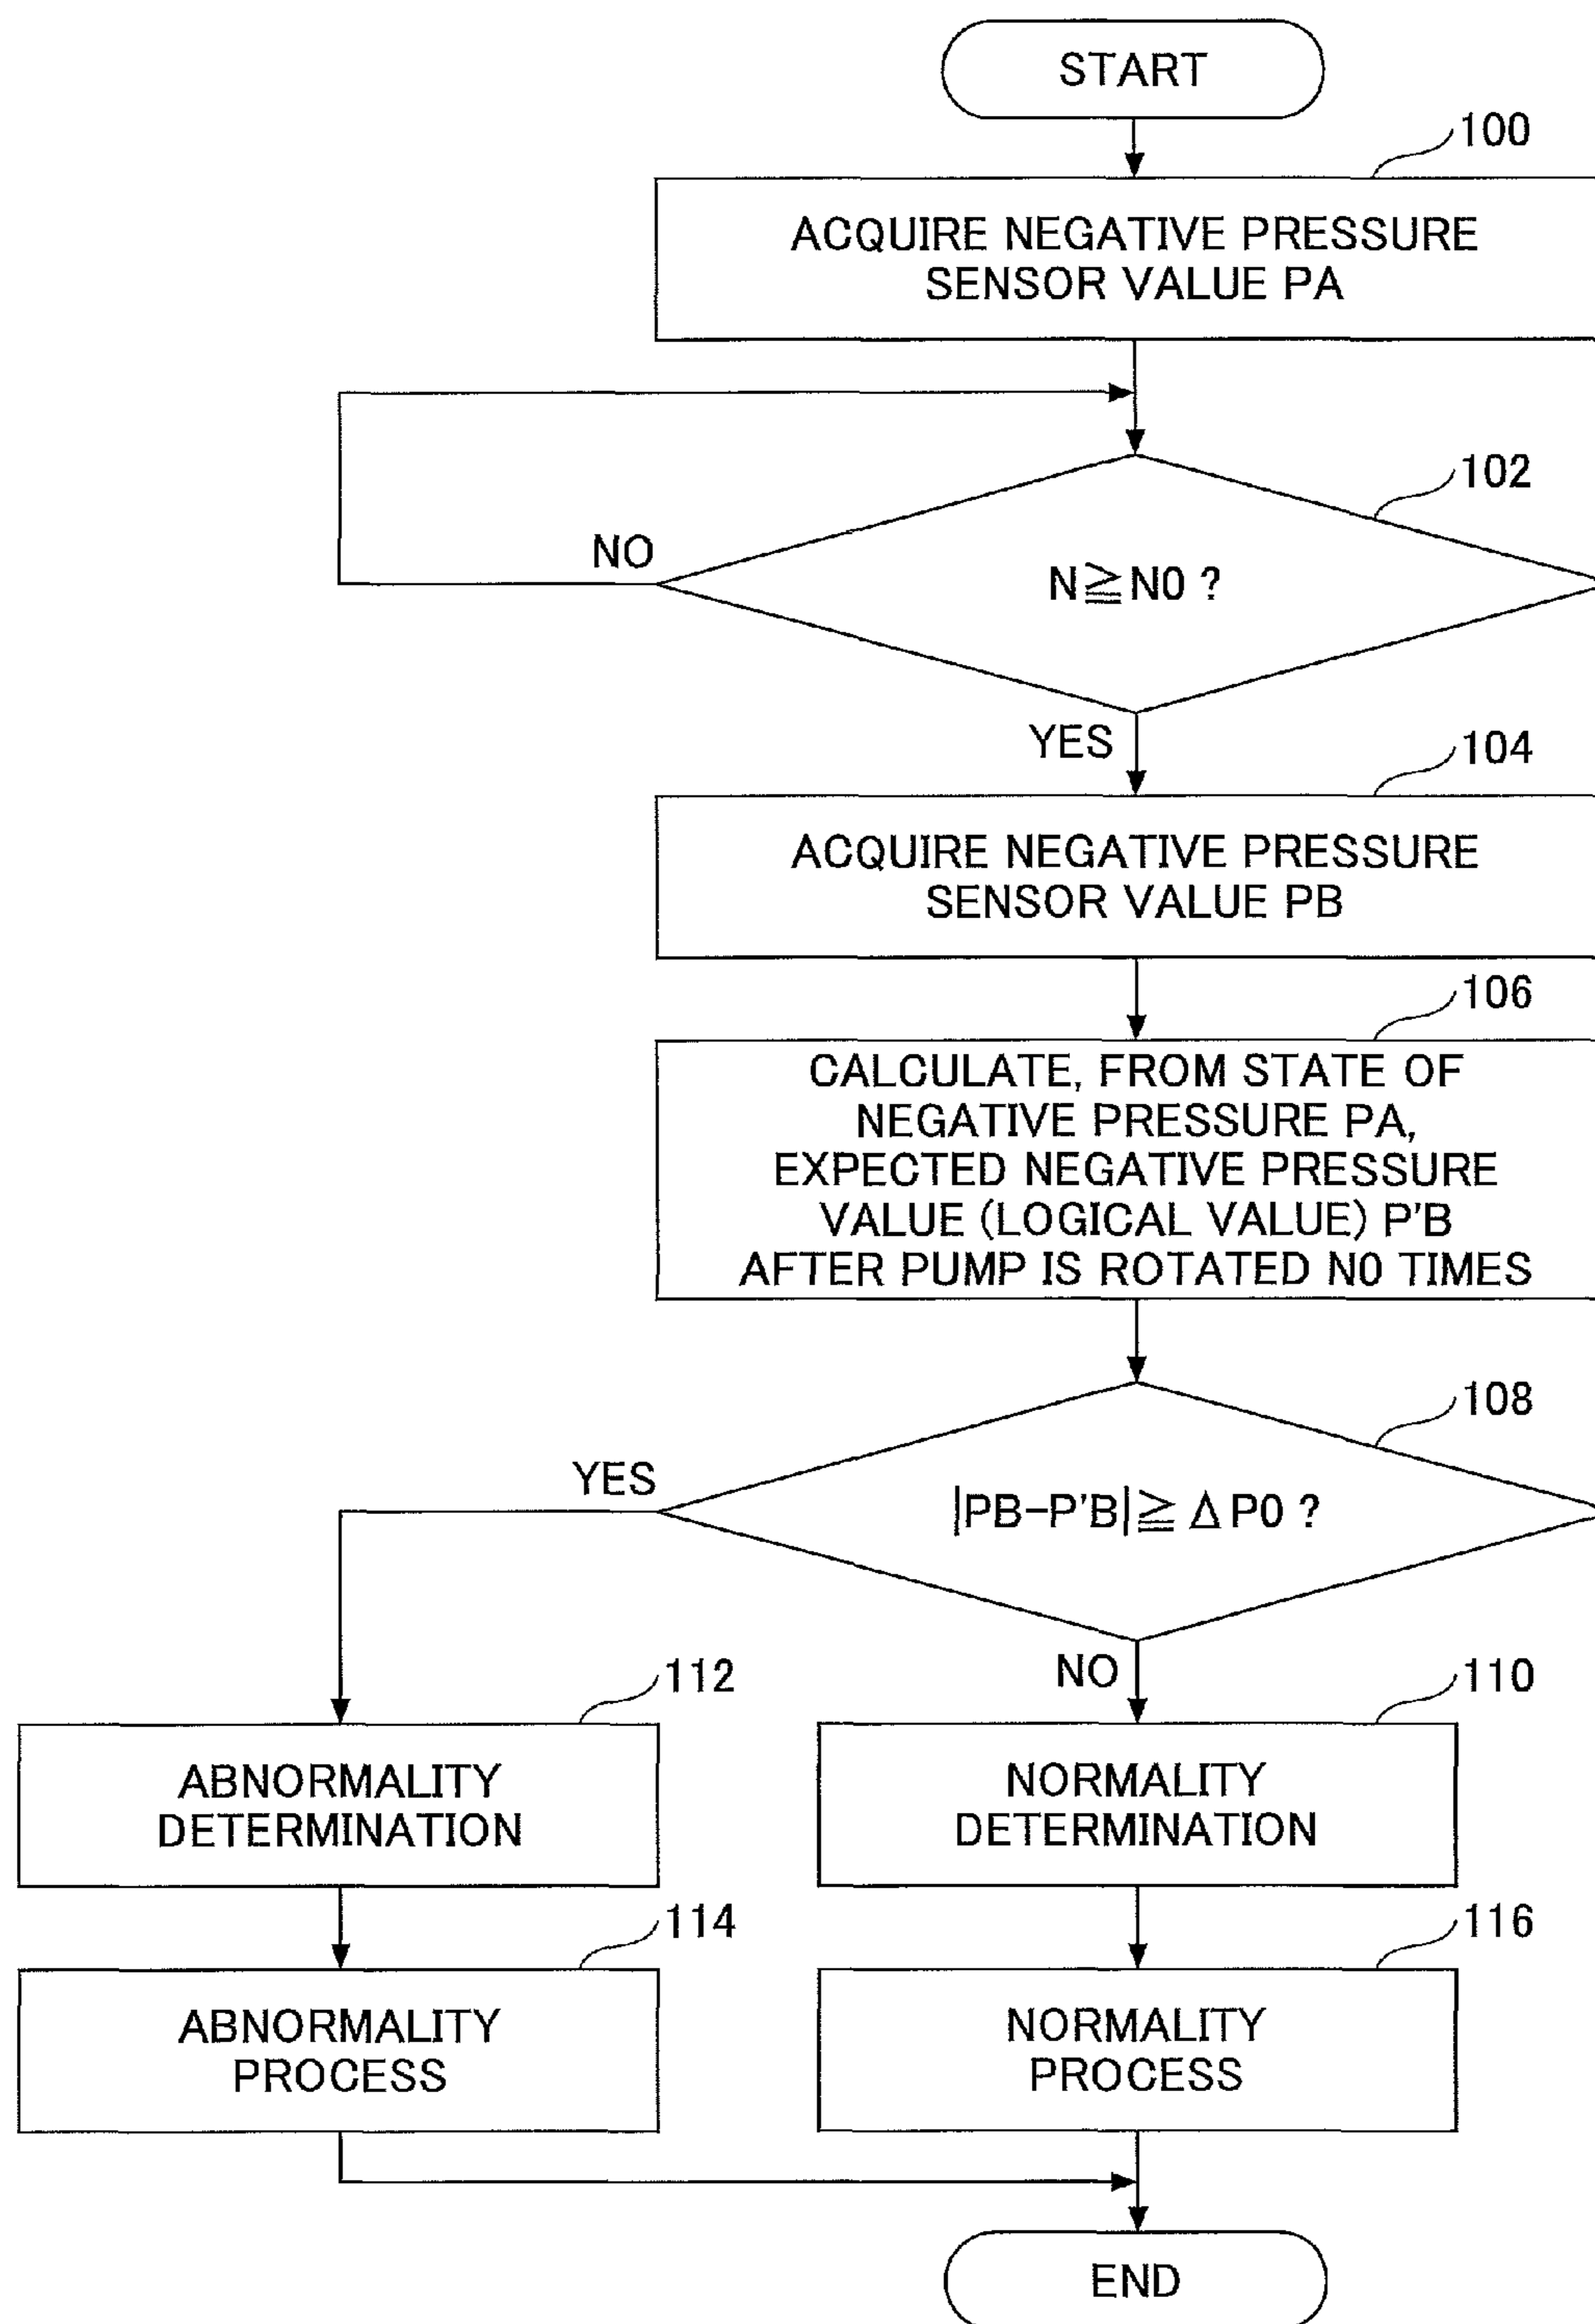 START
100
ACQUIRE NEGATIVE PRESSURE
SENSOR VALUE PA
102
NO
N≧N0 ?
YES
104
ACQUIRE NEGATIVE PRESSURE
SENSOR VALUE PB
106
CALCULATE, FROM STATE OF
NEGATIVE PRESSURE PA,
EXPECTED NEGATIVE PRESSURE
VALUE (LOGICAL VALUE) P'B
AFTER PUMP IS ROTATED N0 TIMES
108
YES
|PB-P'B|≧ΔP0 ?
NO
112
110
ABNORMALITY
DETERMINATION
NORMALITY
DETERMINATION
114
116
ABNORMALITY
PROCESS
NORMALITY
PROCESS
END